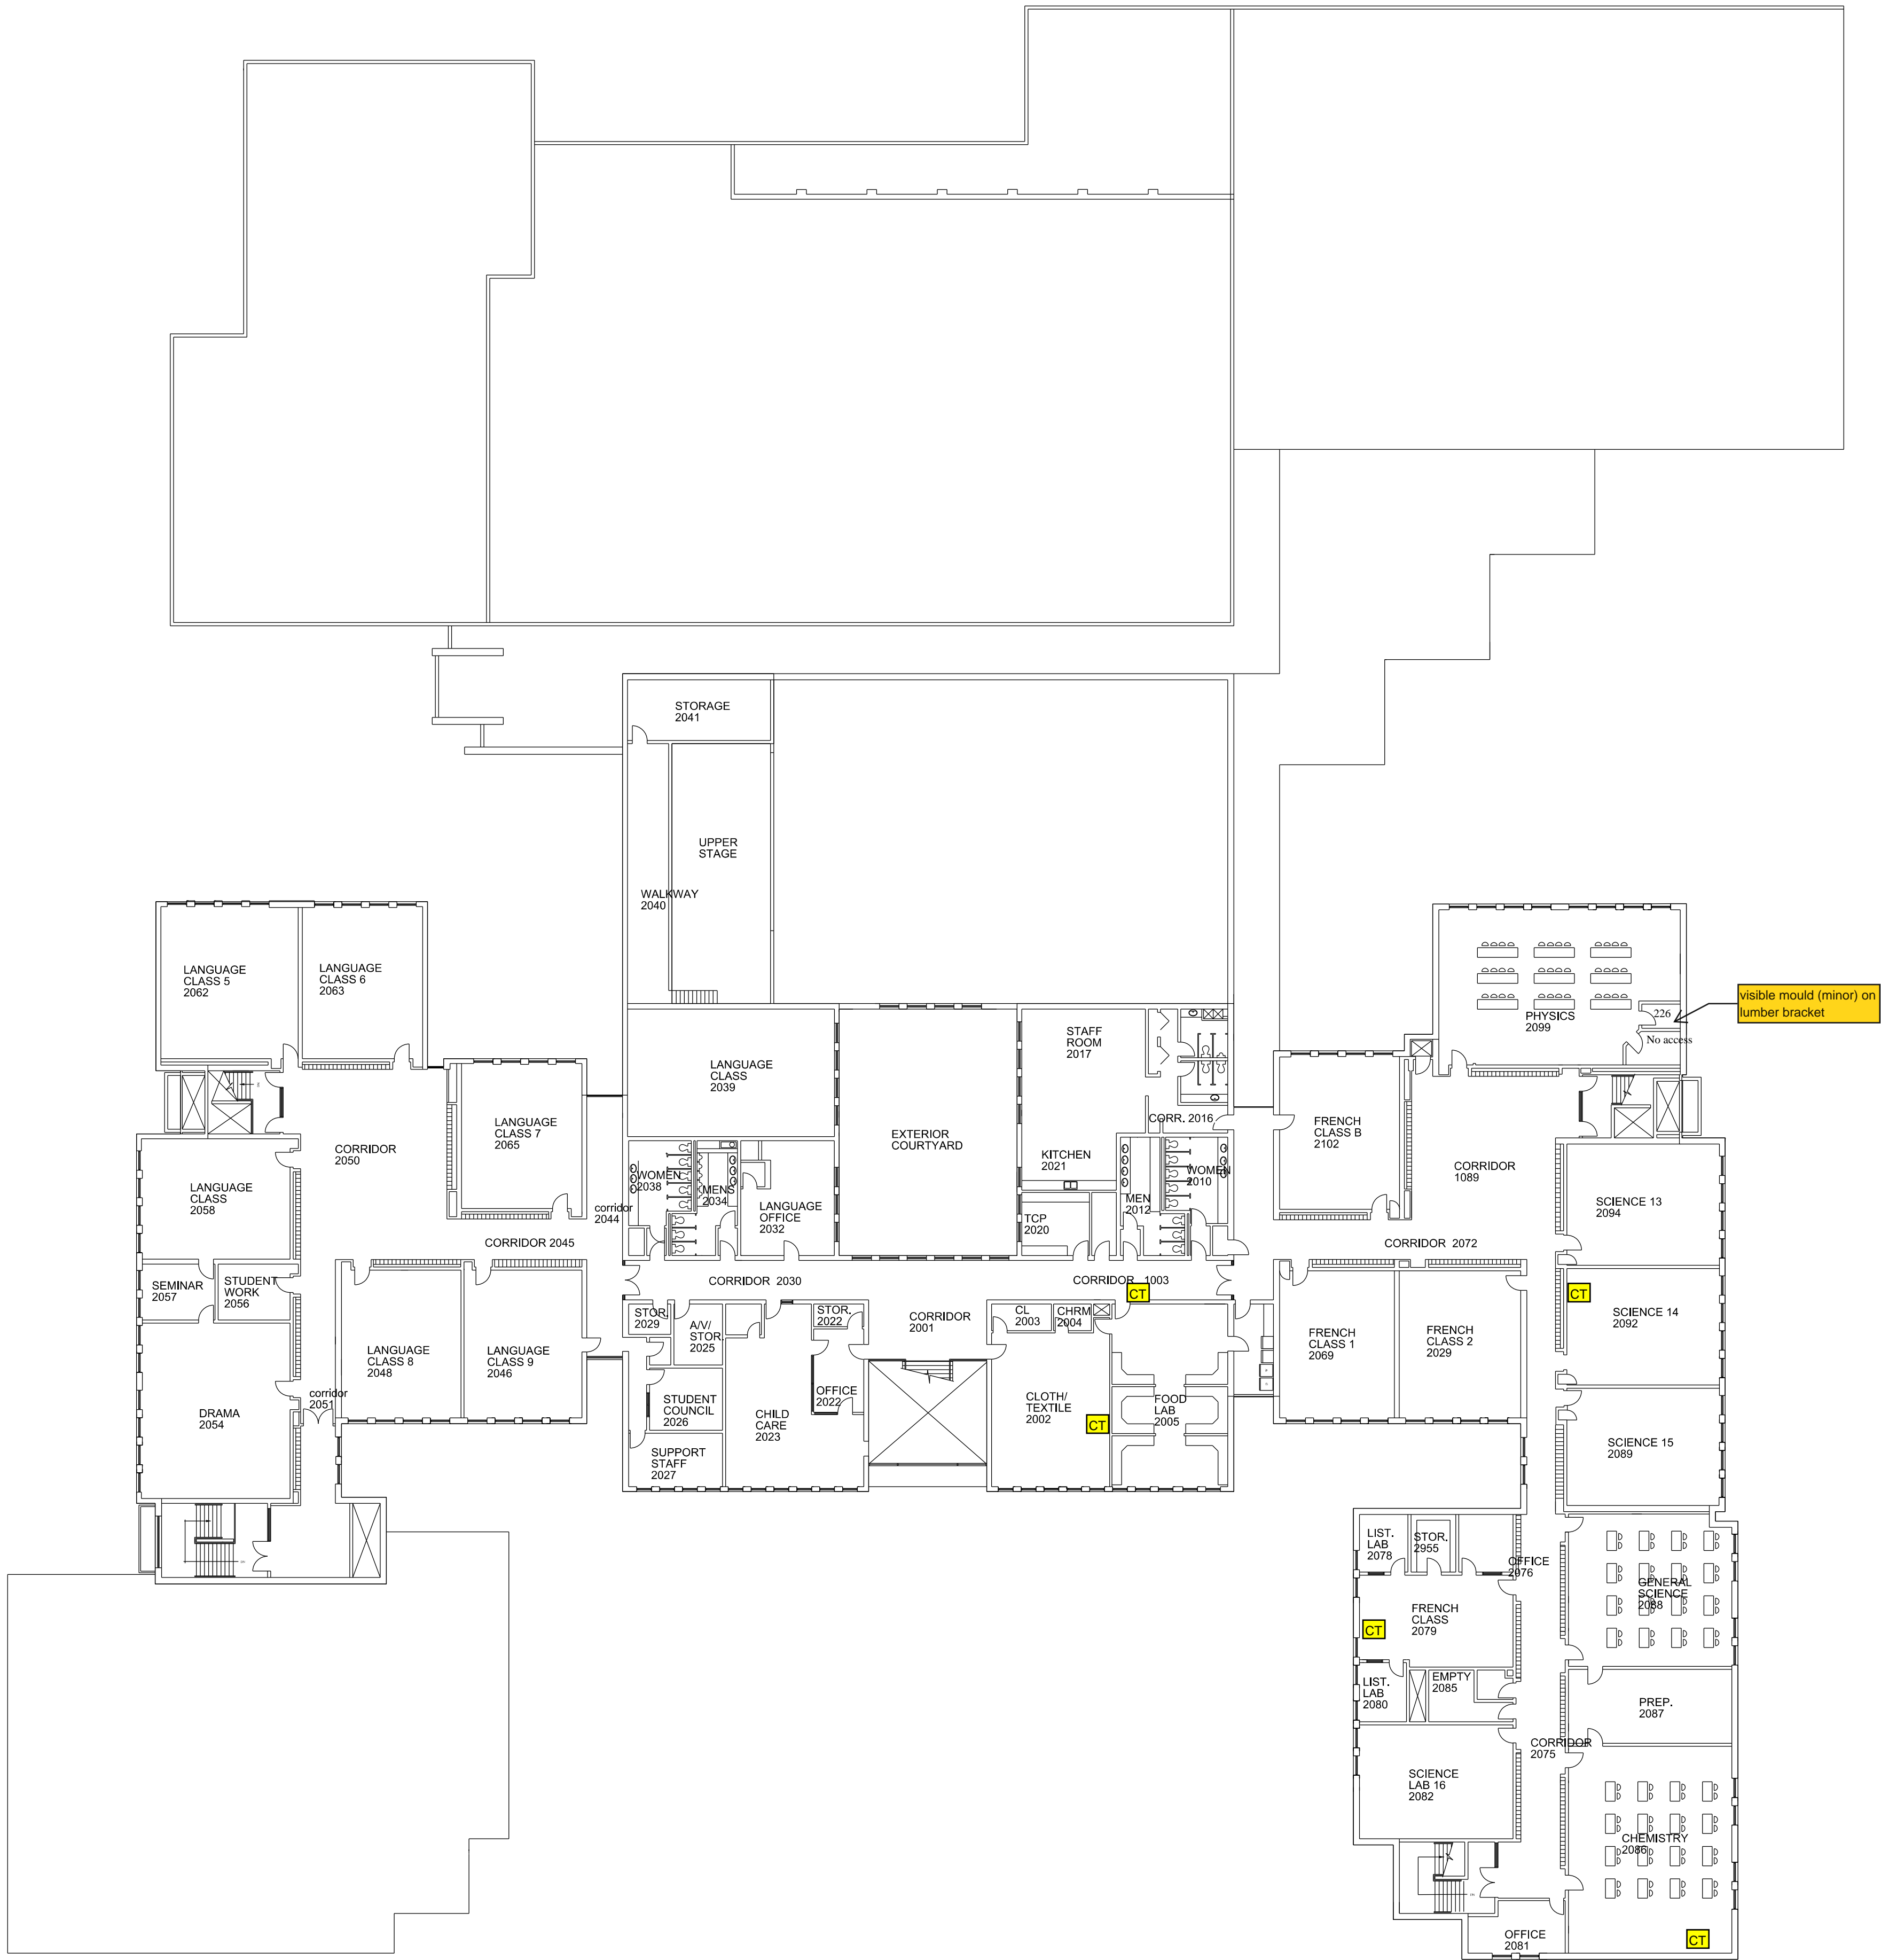 STORAGE
2041
UPPER
STAGE
WALKWAY
2040
LANGUAGE
CLASS 5
2062
LANGUAGE
CLASS 6
2063
visible mould (minor) on
lumber bracket
226
PHYSICS
2099
No access
STAFF
ROOM
2017
LANGUAGE
CLASS
2039
LANGUAGE
CLASS 7
2065
CORR. 2016
FRENCH
CLASS B
2102
EXTERIOR
COURTYARD
CORRIDOR
2050
KITCHEN
2021
CORRIDOR
1089
WOMEN
2038
MENS
2034
WOMEN
2010
LANGUAGE
CLASS
2058
LANGUAGE
OFFICE
2032
MEN
2012
SCIENCE 13
2094
corridor
2044
TCP
2020
CORRIDOR 2045
CORRIDOR 2072
SEMINAR
2057
STUDENT
WORK
2056
CORRIDOR 2030
CORRIDOR 1003
CT
CT
STOR.
2029
STOR.
2022
CORRIDOR
2001
CL
2003
CHRM
2004
SCIENCE 14
2092
A/V/
STOR.
2025
LANGUAGE
CLASS 8
2048
LANGUAGE
CLASS 9
2046
FRENCH
CLASS 1
2069
FRENCH
CLASS 2
2029
corridor
2051
OFFICE
2022
STUDENT
COUNCIL
2026
CLOTH/
TEXTILE
2002
FOOD
LAB
2005
DRAMA
2054
CHILD
CARE
2023
CT
SUPPORT
STAFF
2027
SCIENCE 15
2089
LIST.
LAB
2078
STOR.
2955
OFFICE
2076
GENERAL
SCIENCE
2088
FRENCH
CLASS
2079
CT
LIST.
LAB
2080
EMPTY
2085
PREP.
2087
CORRIDOR
2075
SCIENCE
LAB 16
2082
CHEMISTRY
2086
OFFICE
2081
CT